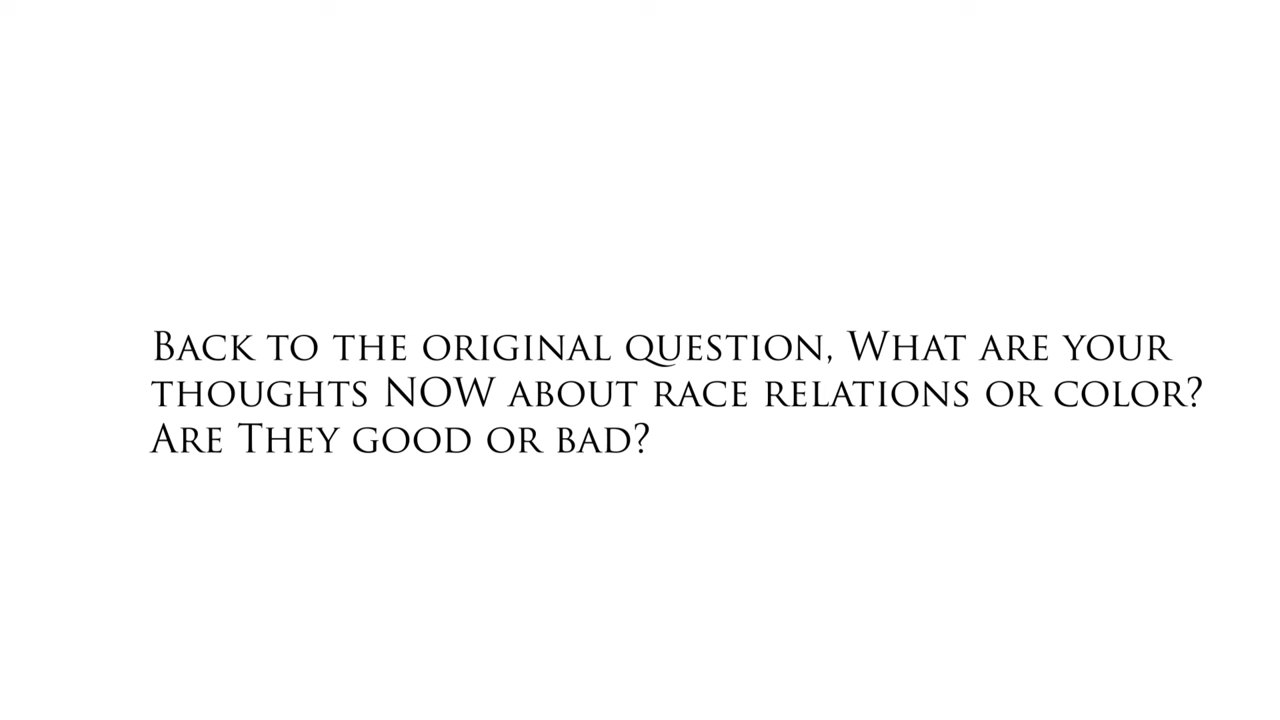 Back to the original question, What are your
thoughts NOW about race relations or color?
Are They good or bad?